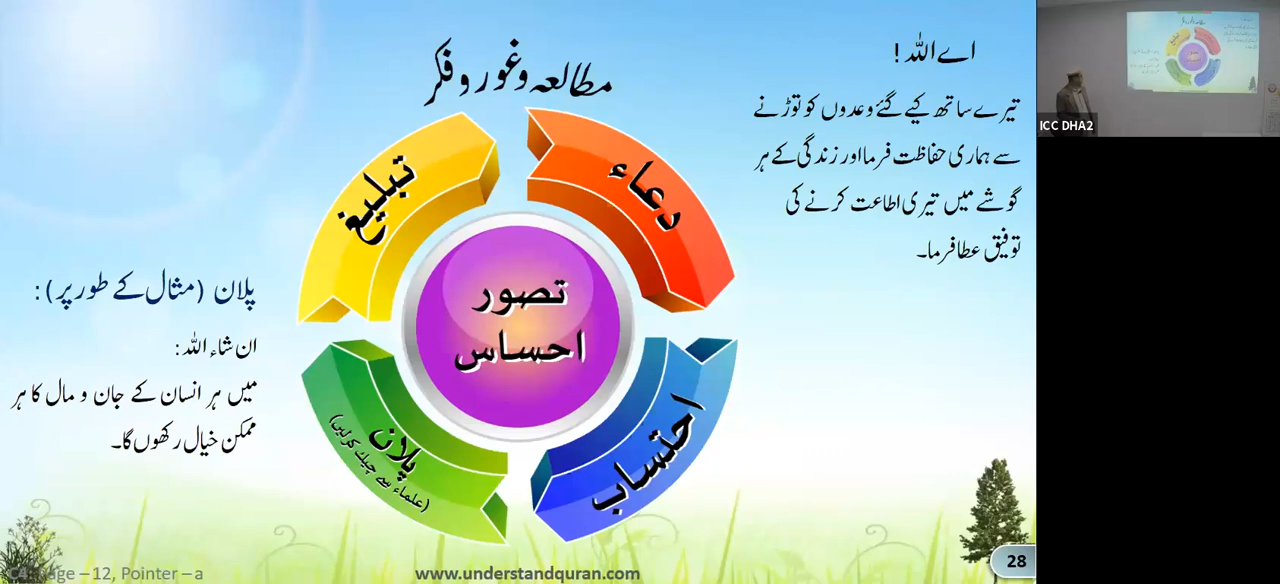 مطالعہ وغور و فکر
اے اللہ !
تیرے ساتھ کیے گئے وعدوں کو توڑنے
سے ہماری حفاظت فرما اور زندگی کے ہر
گوشے میں تیری اطاعت کرنے کی
توفیق عطا فرما۔
دعاء
تبلیغ
تصور
احساس
احتساب
پلان
(علماء سے چیک کرلیں)
پلان (مثال کے طور پر) :
ان شاء اللہ :
میں ہر انسان کے جان و مال کا ہر
ممکن خیال رکھوں گا۔
ICC DHA2
–12, Pointer –a
www.understandquran.com
28